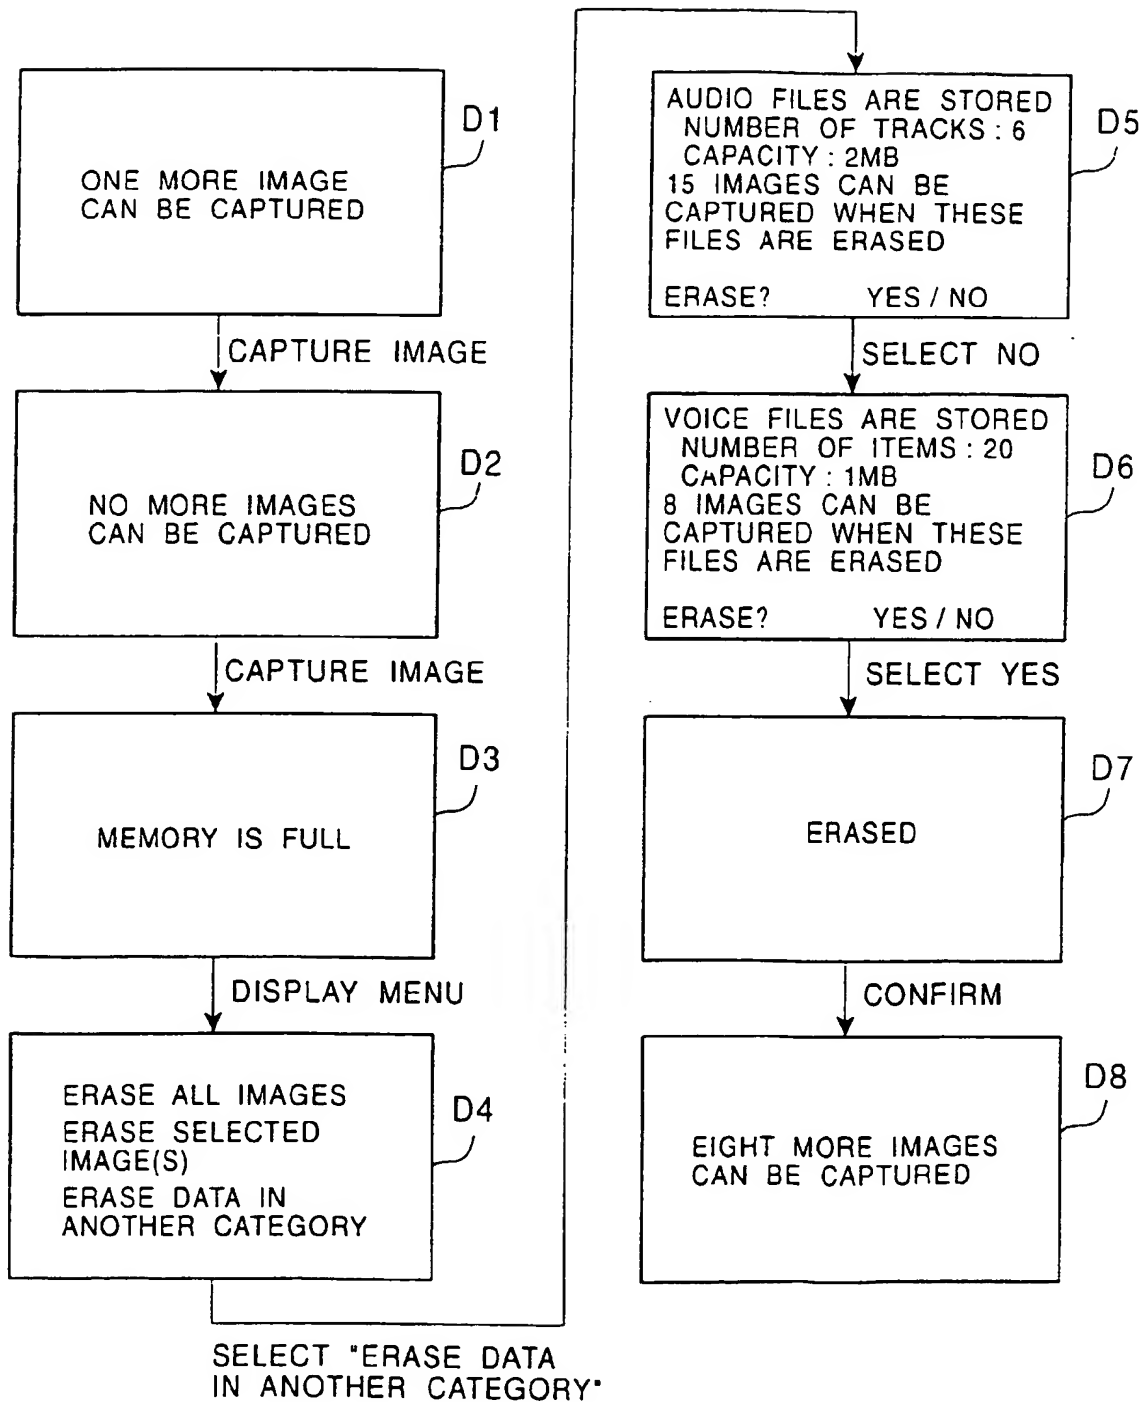 D1
ONE MORE IMAGE
CAN BE CAPTURED
CAPTURE IMAGE
D2
NO MORE IMAGES
CAN BE CAPTURED
CAPTURE IMAGE
D3
MEMORY IS FULL
DISPLAY MENU
D4
ERASE ALL IMAGES
ERASE SELECTED
IMAGE(S)
ERASE DATA IN
ANOTHER CATEGORY
SELECT "ERASE DATA
IN ANOTHER CATEGORY"
D5
AUDIO FILES ARE STORED
NUMBER OF TRACKS : 6
CAPACITY : 2MB
15 IMAGES CAN BE
CAPTURED WHEN THESE
FILES ARE ERASED
ERASE? YES / NO
SELECT NO
D6
VOICE FILES ARE STORED
NUMBER OF ITEMS : 20
CAPACITY : 1MB
8 IMAGES CAN BE
CAPTURED WHEN THESE
FILES ARE ERASED
ERASE? YES / NO
SELECT YES
D7
ERASED
CONFIRM
D8
EIGHT MORE IMAGES
CAN BE CAPTURED